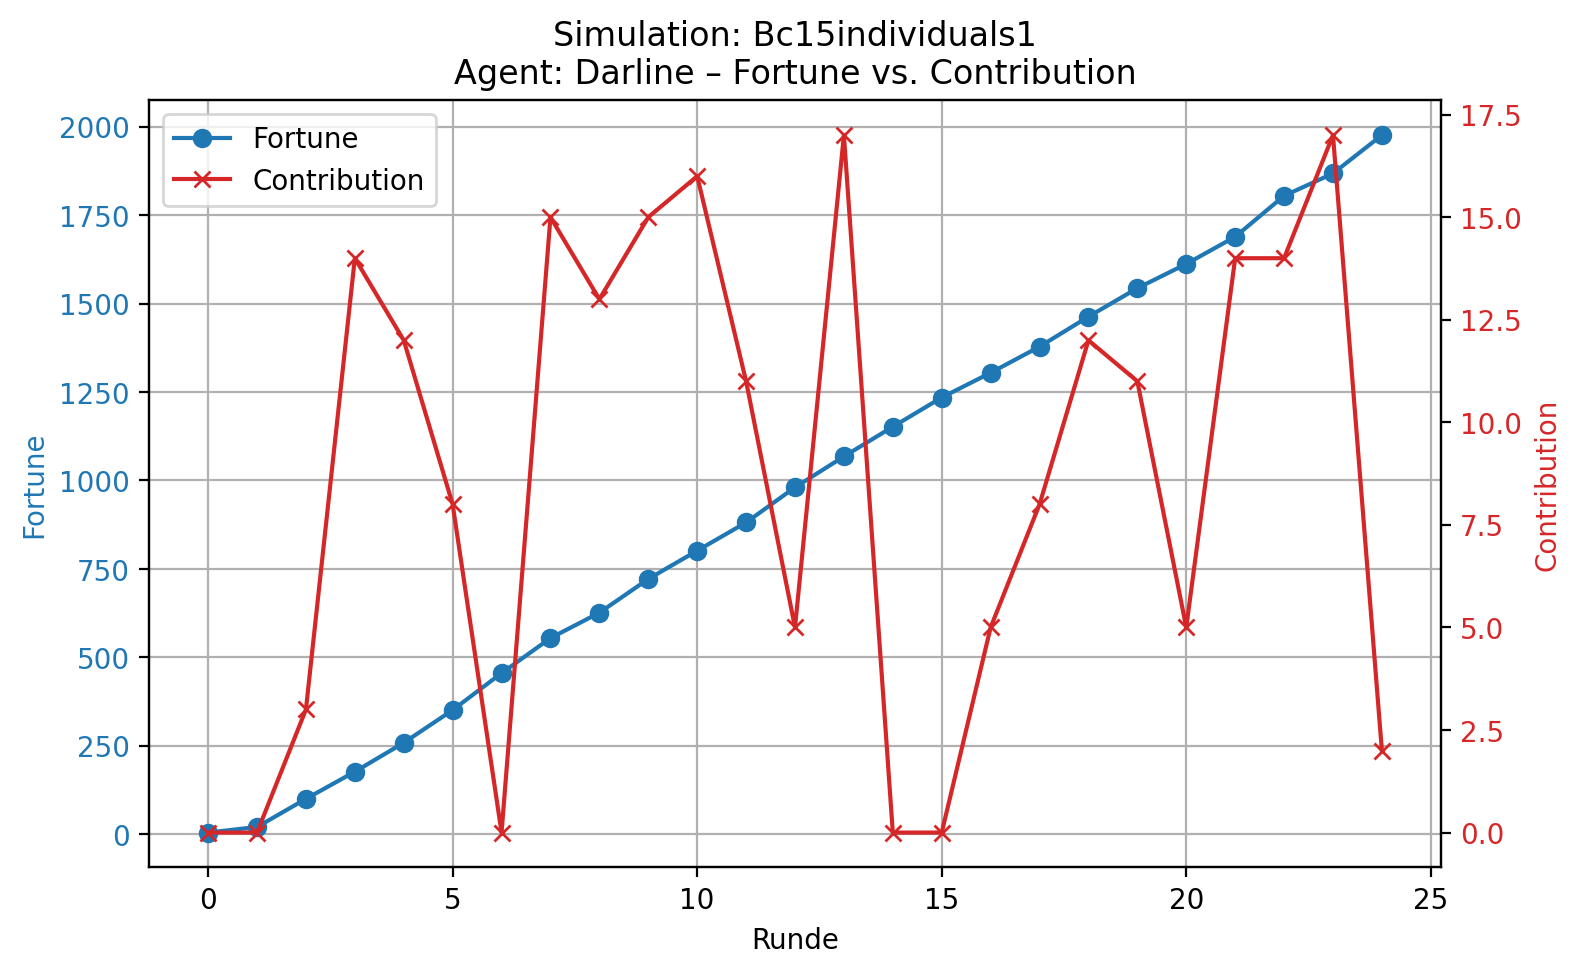 Simulation: Bc15individuals1
Agent: Darline – Fortune vs. Contribution
Fortune
Contribution
2000
1750
1500
1250
1000
750
500
250
0
Fortune
17.5
15.0
12.5
10.0
7.5
5.0
2.5
0.0
Contribution
0 5 10 15 20 25
Runde